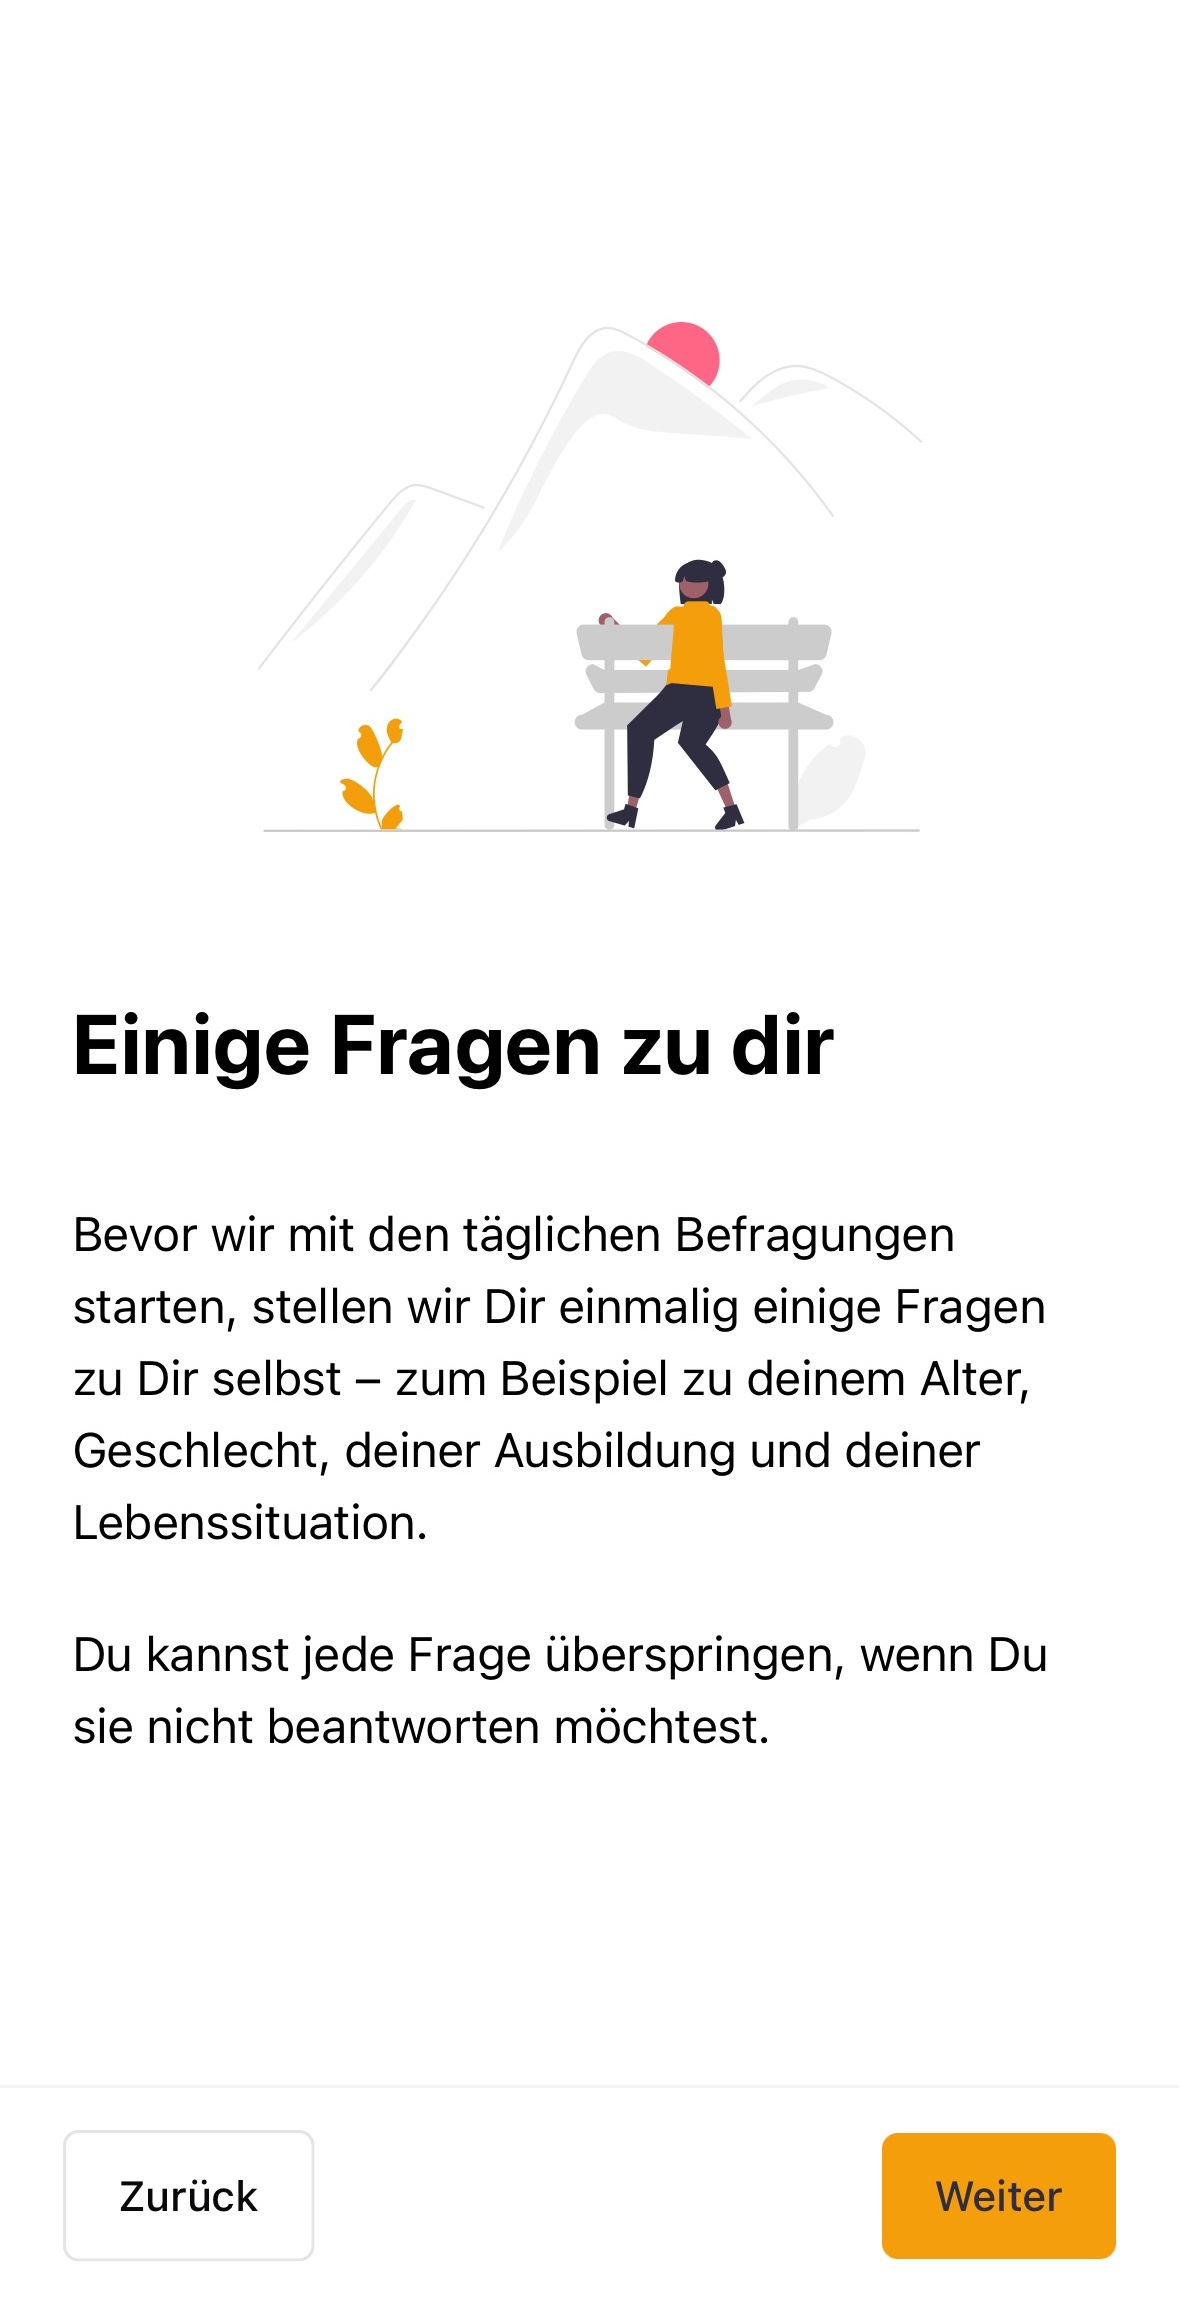 Einige Fragen zu dir
Bevor wir mit den täglichen Befragungen
starten, stellen wir Dir einmalig einige Fragen
zu Dir selbst – zum Beispiel zu deinem Alter,
Geschlecht, deiner Ausbildung und deiner
Lebenssituation.
Du kannst jede Frage überspringen, wenn Du
sie nicht beantworten möchtest.
Zurück
Weiter